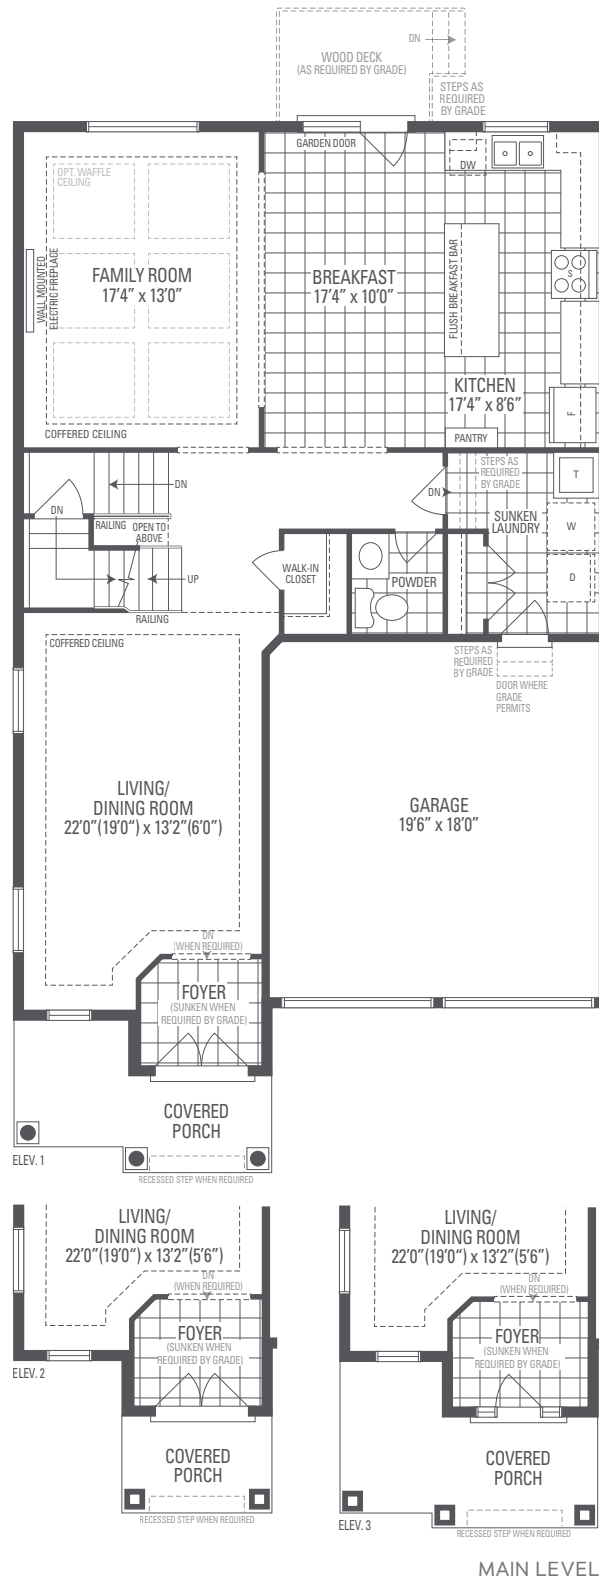 DN
WOOD DECK
(AS REQUIRED BY GRADE)
STEPS AS
REQUIRED
BY GRADE
GARDEN DOOR
DW
OPT. WAFFLE
CEILING
WALL MOUNTED
ELECTRIC FIREPLACE
FAMILY ROOM
17'4" x 13'0"
BREAKFAST
17'4" x 10'0"
FLUSH BREAKFAST BAR
S
KITCHEN
17'4" x 8'6"
F
COFFERED CEILING
PANTRY
DN
DN
RAILING
OPEN TO
ABOVE
UP
RAILING
DN
STEPS AS
REQUIRED
BY GRADE
T
SUNKEN
LAUNDRY
W
D
WALK-IN
CLOSET
POWDER
COFFERED CEILING
STEPS AS
REQUIRED
BY GRADE
DOOR WHERE
GRADE
PERMITS
LIVING/
DINING ROOM
22'0"(19'0") x 13'2"(6'0")
GARAGE
19'6" x 18'0"
DN
(WHEN REQUIRED)
FOYER
(SUNKEN WHEN
REQUIRED BY GRADE)
COVERED
PORCH
ELEV. 1
RECESSED STEP WHEN REQUIRED
LIVING/
DINING ROOM
22'0"(19'0") x 13'2"(5'6")
DN
(WHEN REQUIRED)
FOYER
(SUNKEN WHEN
REQUIRED BY GRADE)
ELEV. 2
COVERED
PORCH
RECESSED STEP WHEN REQUIRED
LIVING/
DINING ROOM
22'0"(19'0") x 13'2"(5'6")
DN
(WHEN REQUIRED)
FOYER
(SUNKEN WHEN
REQUIRED BY GRADE)
COVERED
PORCH
ELEV. 3
RECESSED STEP WHEN REQUIRED
MAIN LEVEL